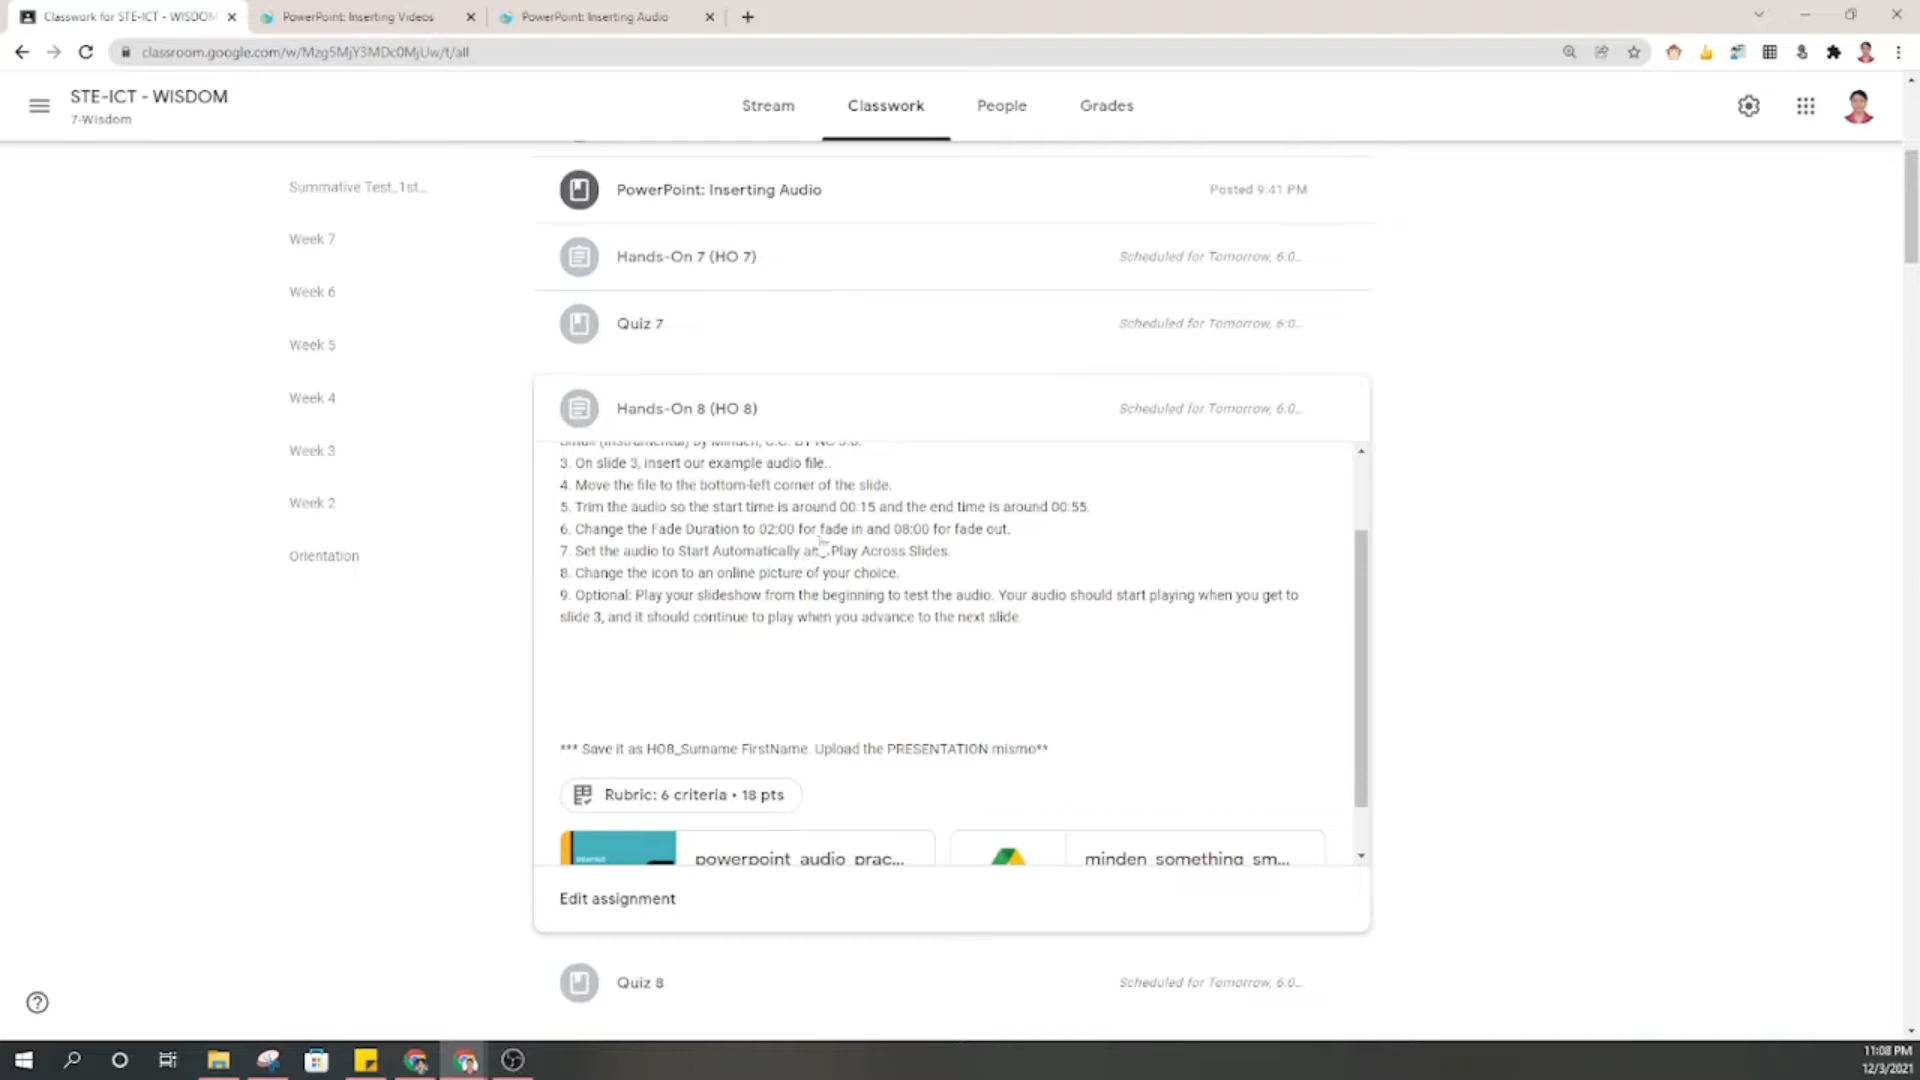 Classwork for STE-ICT - WISDOM
PowerPoint: Inserting Videos
PowerPoint: Inserting Audio
classroom.google.com/w/Mzg5MjY3MDc0MjUw/t/all
STE-ICT - WISDOM
7-Wisdom
Stream
Classwork
People
Grades
Summative Test, 1st...
Week 7
Week 6
Week 5
Week 4
Week 3
Week 2
Orientation
PowerPoint: Inserting Audio
Posted 9:41 PM
Hands-On 7 (HO 7)
Scheduled for Tomorrow, 6:0...
Quiz 7
Scheduled for Tomorrow, 6:0...
Hands-On 8 (HO 8)
Scheduled for Tomorrow, 6:0...
Small (Instrumental) by Minden, C.C. BY-NC 3.0.
3. On slide 3, insert our example audio file..
4. Move the file to the bottom-left corner of the slide.
5. Trim the audio so the start time is around 00:15 and the end time is around 00:55.
6. Change the Fade Duration to 02:00 for fade in and 08:00 for fade out.
7. Set the audio to Start Automatically and Play Across Slides.
8. Change the icon to an online picture of your choice.
9. Optional: Play your slideshow from the beginning to test the audio. Your audio should start playing when you get to
slide 3, and it should continue to play when you advance to the next slide.
*** Save it as HO8_Surname FirstName. Upload the PRESENTATION mismo**
Rubric: 6 criteria • 18 pts
powerpoint_audio_prac...
minden_something_sm...
Edit assignment
Quiz 8
Scheduled for Tomorrow, 6:0...
11:08 PM
12/3/2021